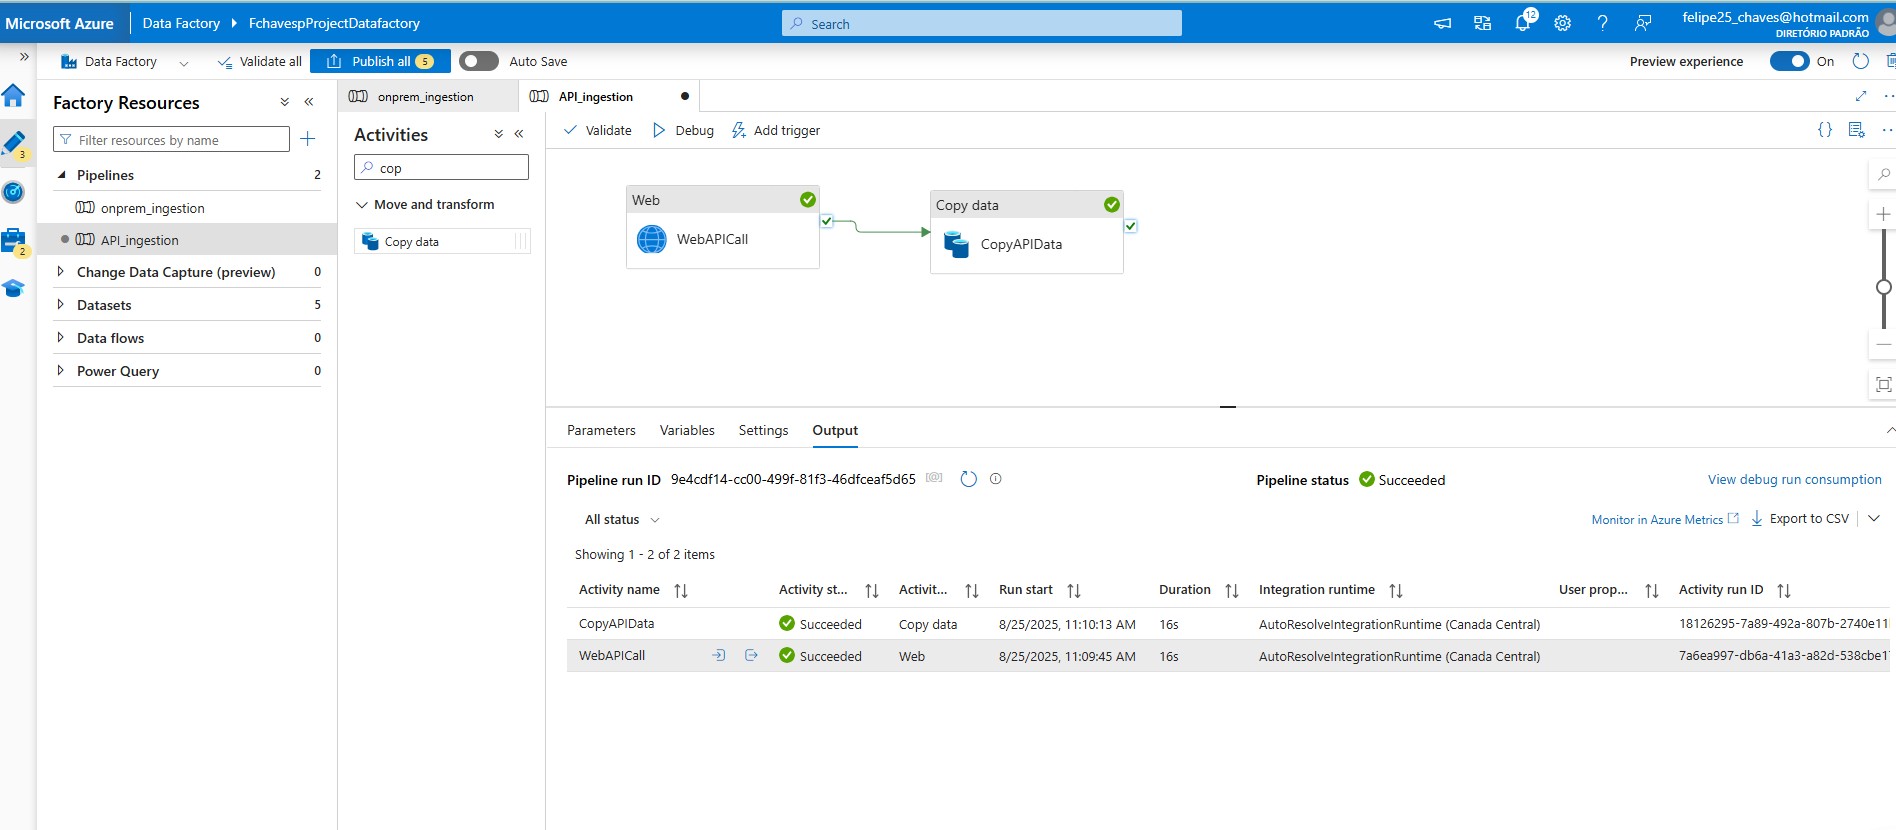 Microsoft Azure
Data Factory
FchavespProjectDatafactory
Search
12
felipe25_chaves@hotmail.com
DIRETÓRIO PADRÃO
Data Factory
Validate all
Publish all 5
Auto Save
Preview experience
On
3
2
Factory Resources
Filter resources by name
Pipelines 2
onprem_ingestion
API_ingestion
Change Data Capture (preview) 0
Datasets 5
Data flows 0
Power Query 0
onprem_ingestion
API_ingestion
Activities
cop
Move and transform
Copy data
Validate
Debug
Add trigger
{}
Web
WebAPICall
Copy data
CopyAPIData
Parameters
Variables
Settings
Output
Pipeline run ID 9e4cdf14-cc00-499f-81f3-46dfceaf5d65
Pipeline status Succeeded
View debug run consumption
All status
Monitor in Azure Metrics
Export to CSV
Showing 1 - 2 of 2 items
Activity name Activity st... Activit... Run start Duration Integration runtime User prop... Activity run ID
CopyAPIData Succeeded Copy data 8/25/2025, 11:10:13 AM 16s AutoResolveIntegrationRuntime (Canada Central) 18126295-7a89-492a-807b-2740e11
WebAPICall Succeeded Web 8/25/2025, 11:09:45 AM 16s AutoResolveIntegrationRuntime (Canada Central) 7a6ea997-db6a-41a3-a82d-538cbe1